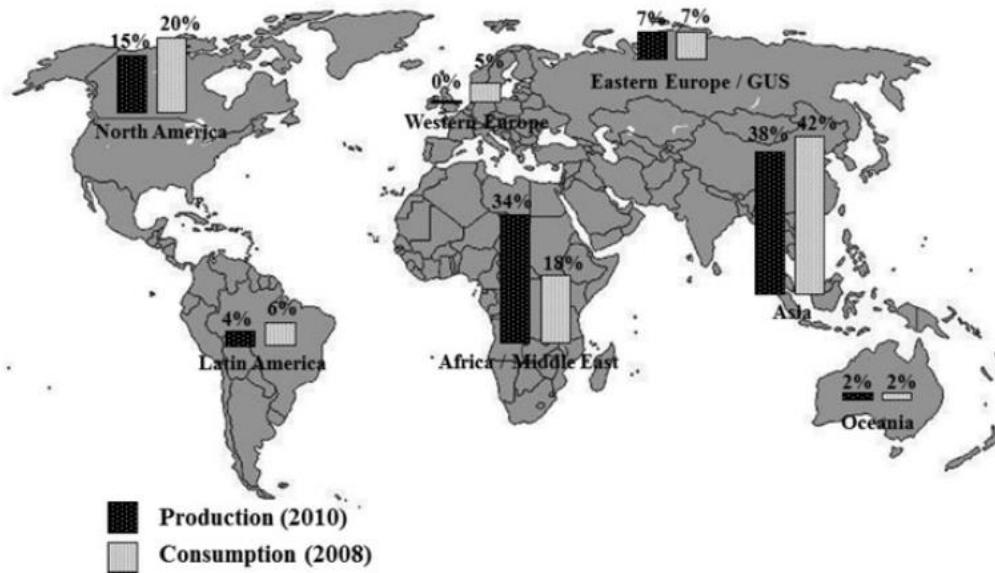 15% 20%
North America
0% 5%
Western Europe
7% 7%
Eastern Europe / GUS
38% 42%
Asia
34% 18%
Africa / Middle East
4% 6%
Latin America
2% 2%
Oceania
Production (2010)
Consumption (2008)